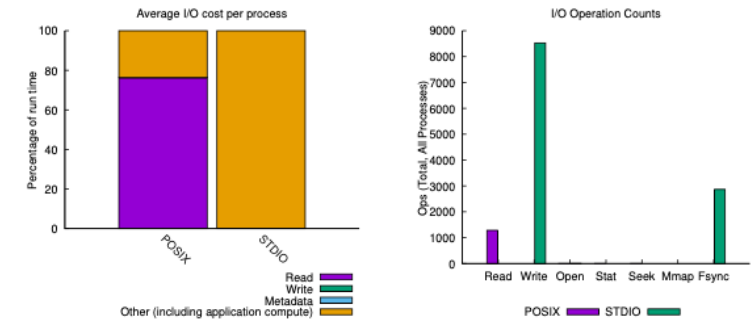 Average I/O cost per process
100
80
60
40
20
0
Percentage of run time
POSIX
STDIO
Read
Write
Metadata
Other (including application compute)
I/O Operation Counts
9000
8000
7000
6000
5000
4000
3000
2000
1000
0
Ops (Total, All Processes)
Read Write Open Stat Seek Mmap Fsync
POSIX STDIO